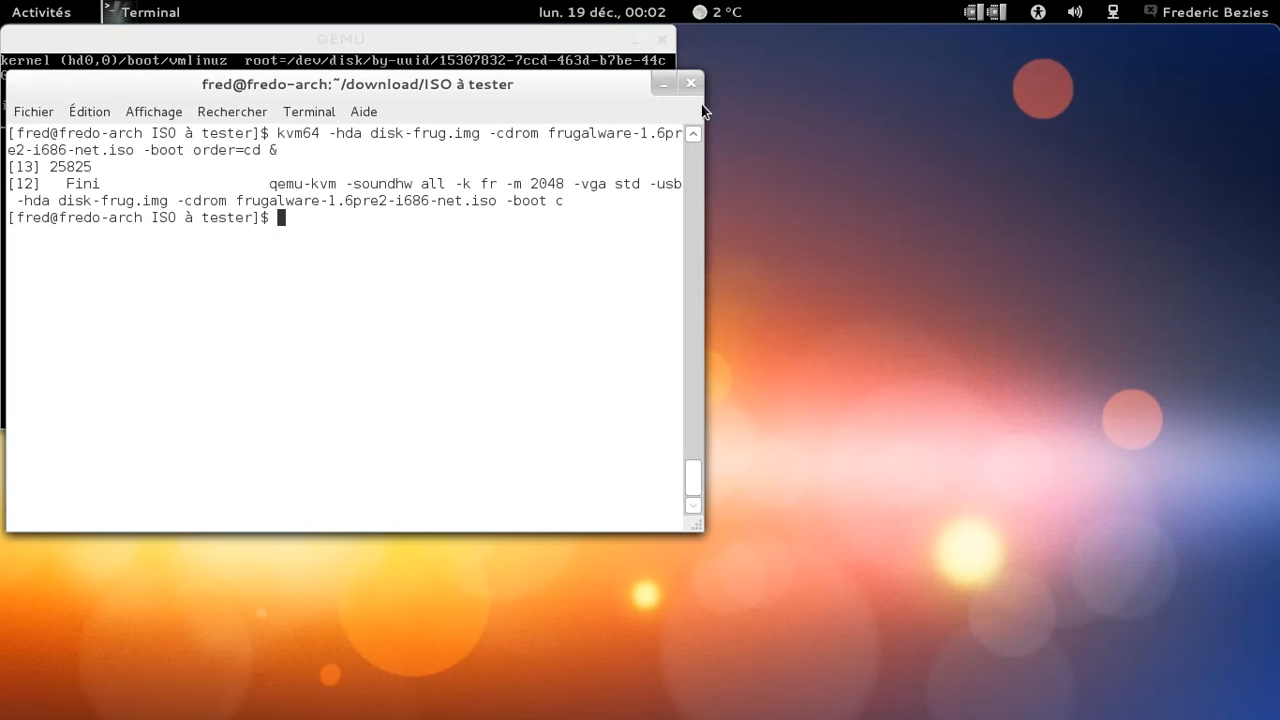 Activités
>_ Terminal
lun. 19 déc., 00:02
2 °C
Frederic Bezies
QEMU
kernel (hd0,0)/boot/vmlinuz  root=/dev/disk/by-uuid/15307832-7ccd-463d-b7be-44c
fred@fredo-arch:~/download/ISO à tester
Fichier Édition Affichage Rechercher Terminal Aide
[fred@fredo-arch ISO à tester]$ kvm64 -hda disk-frug.img -cdrom frugalware-1.6pr
e2-i686-net.iso -boot order=cd &
[13] 25825
[12]   Fini                    qemu-kvm -soundhw all -k fr -m 2048 -vga std -usb
 -hda disk-frug.img -cdrom frugalware-1.6pre2-i686-net.iso -boot c
[fred@fredo-arch ISO à tester]$